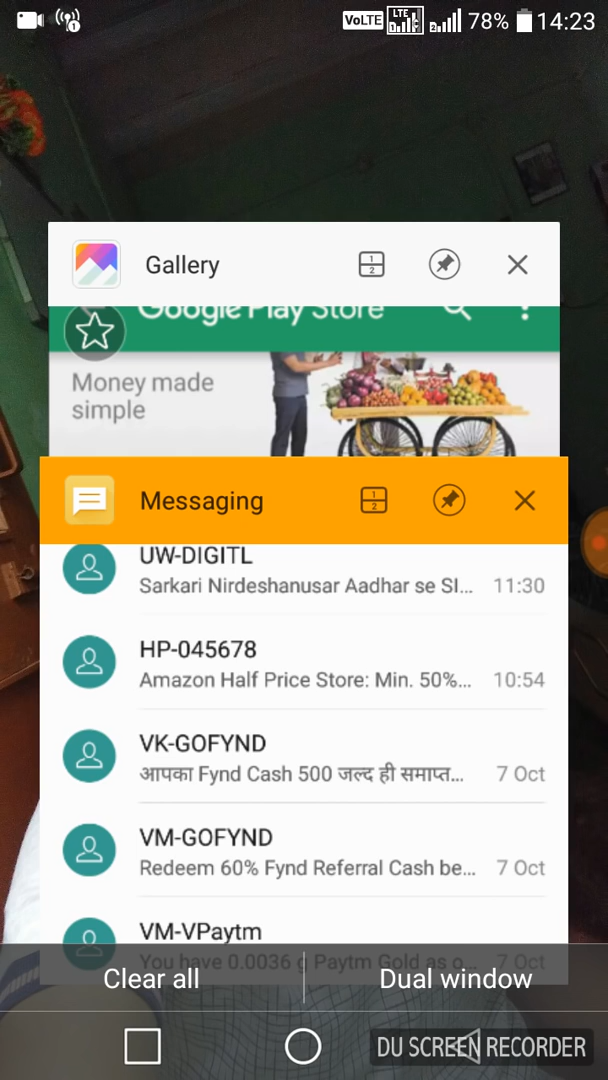 VoLTE LTE 78% 14:23
Gallery
Google Play Store
Money made
simple
Messaging
UW-DIGITL
Sarkari Nirdeshanusar Aadhar se SI... 11:30
HP-045678
Amazon Half Price Store: Min. 50%... 10:54
VK-GOFYND
आपका Fynd Cash 500 जल्द ही समाप्त... 7 Oct
VM-GOFYND
Redeem 60% Fynd Referral Cash be... 7 Oct
VM-VPaytm
You have 0.0036 g Paytm Gold as o... 7 Oct
Clear all Dual window
DU SCREEN RECORDER